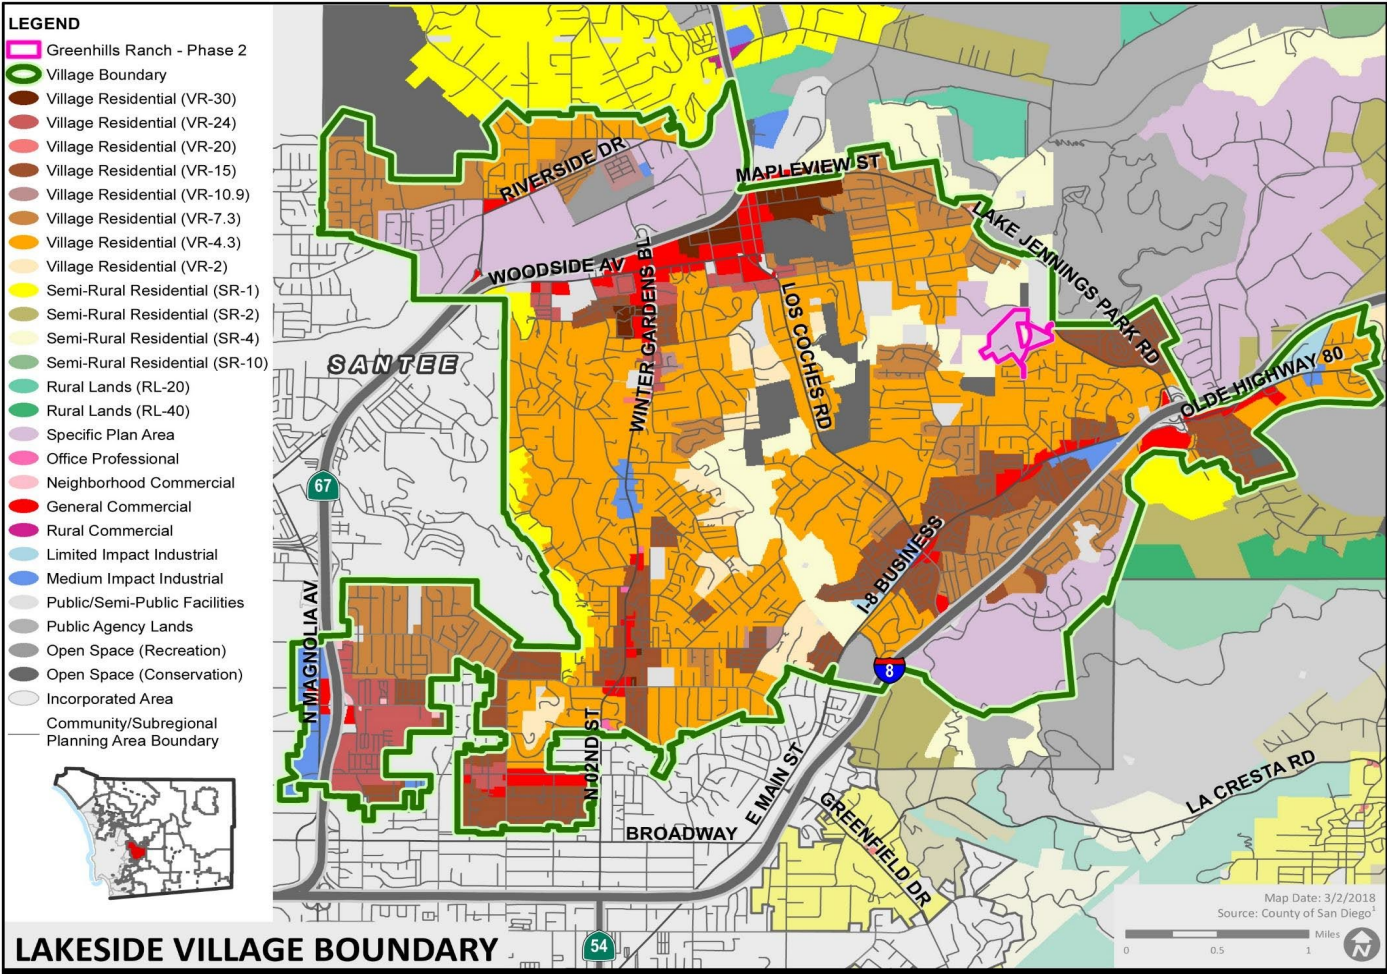 LEGEND
Greenhills Ranch - Phase 2
Village Boundary
Village Residential (VR-30)
Village Residential (VR-24)
Village Residential (VR-20)
Village Residential (VR-15)
Village Residential (VR-10.9)
Village Residential (VR-7.3)
Village Residential (VR-4.3)
Village Residential (VR-2)
Semi-Rural Residential (SR-1)
Semi-Rural Residential (SR-2)
Semi-Rural Residential (SR-4)
Semi-Rural Residential (SR-10)
Rural Lands (RL-20)
Rural Lands (RL-40)
Specific Plan Area
Office Professional
Neighborhood Commercial
General Commercial
Rural Commercial
Limited Impact Industrial
Medium Impact Industrial
Public/Semi-Public Facilities
Public Agency Lands
Open Space (Recreation)
Open Space (Conservation)
Incorporated Area
Community/Subregional
Planning Area Boundary
RIVERSIDE DR
MAPLEVIEW ST
WOODSIDE AV
LAKE JENNINGS PARK RD
WINTER GARDENS BL
LOS COCHES RD
SANTEE
OLDE HIGHWAY 80
67
I-8 BUSINESS
N MAGNOLIA AV
8
N 02ND ST
E MAIN ST
BROADWAY
GREENFIELD DR
LA CRESTA RD
54
Map Date: 3/2/2018
Source: County of San Diego1
Miles
0 0.5 1
N
LAKESIDE VILLAGE BOUNDARY